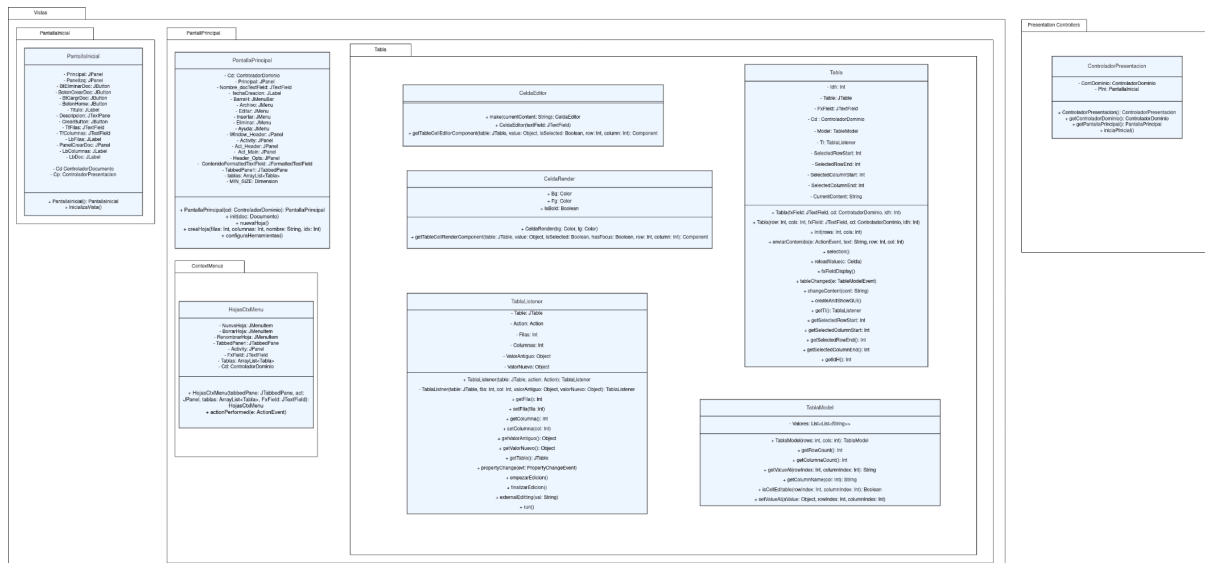 Vistas
PantallaInicial
PantallaInicial
- Principal: JPanel
- PanelIzq: JPanel
- BtEliminarDoc: JButton
- BotonCrearDoc: JButton
- BtCargrDoc: JButton
- BotonHome: JButton
- Titulo: JLabel
- Descripcion: JTextPane
- CrearButton: JButton
- TfFilas: JTextField
- TfColumnas: JTextField
- LbFilas: JLabel
- PanelCrearDoc: JPanel
- LbColumnas: JLabel
- LbDoc: JLabel
- Cd ControladorDocumento
- Cp: ControladorPresentacion
+ PantallaInicial(): PantallaInicial
+ InicializaVista()
PantallPrincipal
PantallaPrincipal
- Cd: ControladorDominio
- Principal: JPanel
- Nombre_docTextField: JTextField
- fechaCreacion: JLabel
- BarraH: JMenuBar
- Archivo: JMenu
- Editar: JMenu
- Insertar: JMenu
- Eliminar: JMenu
- Ayuda: JMenu
- Window_Header: JPanel
- Activity: JPanel
- Act_Header: JPanel
- Act_Main: JPanel
- Header_Opts: JPanel
- ContenidoFormattedTextField: JFormattedTextField
- TabbedPane1: JTabbedPane
- tablas: ArrayList<Tabla>
- MIN_SIZE: Dimension
+ PantallaPrincipal(cd: ControladorDominio): PantallaPrincipal
+ init(doc: Documento)
+ nuevaHoja()
+ creaHoja(filas: Int, columnas: Int, nombre: String, idx: Int)
+ configuraHerramientas()
ContextMenus
HojasCtxMenu
- NuevaHoja: JMenuItem
- BorrarHoja: JMenuItem
- RenombrarHoja: JMenuItem
- TabbedPane1: JTabbedPane
- Activity: JPanel
- FxField: JTextField
- Tablas: ArrayList<Tabla>
- Cd: ControladorDominio
+ HojasCtxMenu(tabbedPane: JTabbedPane, act:
JPanel, tablas: ArrayList<Tabla>, FxField: JTextField):
HojasCtxMenu
+ actionPerformed(e: ActionEvent)
Tabla
CeldaEditor
+ make(currentContent: String): CeldaEditor
+ CeldaEditor(textField: JTextField)
+ getTableCellEditorComponent(table: JTable, value: Object, isSelected: Boolean, row: Int, column: Int): Component
CeldaRender
+ Bg: Color
+ Fg: Color
+ IsBold: Boolean
+ CeldaRender(bg: Color, fg: Color)
+ getTableCellRenderComponent(table: JTable, value: Object, isSelected: Boolean, hasFocus: Boolean, row: Int, column: Int): Component
TablaListener
- Table: JTable
- Action: Action
- Filas: Int
- Columnas: Int
- ValorAntiguo: Object
- ValorNuevo: Object
+ TablaListener(table: JTable, action: Action): TablaListener
- TablaListner(table: JTable, fila: Int, col: Int, valorAntiguo: Object, valorNuevo: Object): TablaListener
+ getFila(): Int
+ setFila(fila: Int)
+ getColumna(): Int
+ setColumna(col: Int)
+ getValorAntiguo(): Object
+ getValorNuevo(): Object
+ getTable(): JTable
+ propertyChange(evt: PropertyChangeEvent)
+ empezarEdicion()
+ finalizarEdicion()
+ externalEditing(val: String)
+ run()
Tabla
- Idh: Int
- Table: JTable
- FxField: JTextField
- Cd : ControladorDominio
- Model: TableModel
- Tl: TablaListener
- SelectedRowStart: Int
- SelectedRowEnd: Int
- SelectedColumnStart: Int
- SelectedColumnEnd: Int
- CurrentContent: String
+ Tabla(fxField: JTextField, cd: ControladorDominio, idh: Int)
+ Tabla(row: Int, cols: Int, fxField: JTextField, cd: ControladorDominio, idh: Int)
+ Init(rows: Int, cols: Int)
+ enviarContenido(e: ActionEvent, text: String, row: Int, col: Int)
+ selection()
+ reloadValue(c: Celda)
+ fxFieldDisplay()
+ tableChanged(e: TableModelEvent)
+ changeContent(cont: String)
+ createAndShowGUI()
+ getTl(): TablaListener
+ getSelectedRowStart: Int
+ getSelectedColumnStart: Int
+ getSelectedRowEnd(): Int
+ getSelectedColumnEnd(): Int
+ getIdH(): Int
TablaModel
- Valores: List<List<String>>
+ TablaModel(rows: Int, cols: Int): TablaModel
+ getRowCount(): Int
+ getColumnCount(): Int
+ getValueAt(rowIndex: Int, columnIndex: Int): String
+ getColumnName(col: Int): String
+ isCellEditable(rowIndex: Int, columnIndex: Int): Boolean
+ setValueAt(aValue: Object, rowIndex: Int, columnIndex: Int)
Presentation Controllers
ControladorPresentacion
- ContDominio: ControladorDominio
- PInt: PantallaInicial
+ ControladorPresentacion(): ControladorPresentacion
+ getControladorDominio(): ControladorDominio
+ getPantallaPrincipal(): PantallaPrincipal
+ iniciaPInicial()